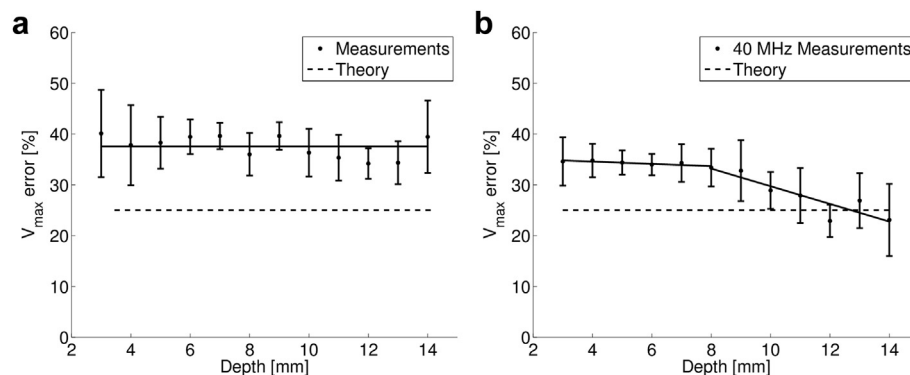 a
Measurements
Theory
60
50
40
30
20
10
0
V_max error [%]
2 4 6 8 10 12 14
Depth [mm]
b
40 MHz Measurements
Theory
60
50
40
30
20
10
0
V_max error [%]
2 4 6 8 10 12 14
Depth [mm]